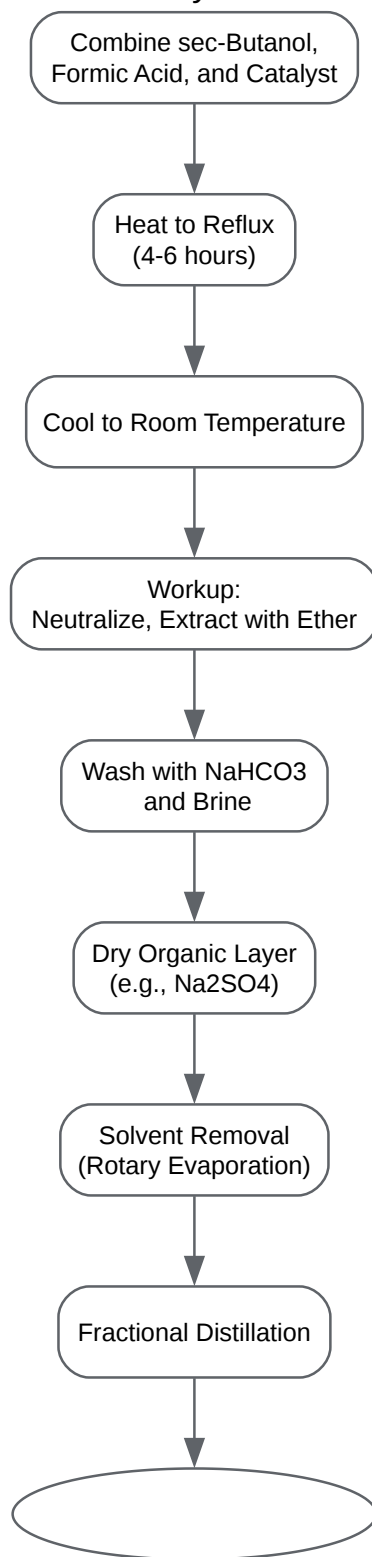 Combine sec-Butanol,
Formic Acid, and Catalyst
Heat to Reflux
(4-6 hours)
Cool to Room Temperature
Workup:
Neutralize, Extract with Ether
Wash with NaHCO3
and Brine
Dry Organic Layer
(e.g., Na2SO4)
Solvent Removal
(Rotary Evaporation)
Fractional Distillation